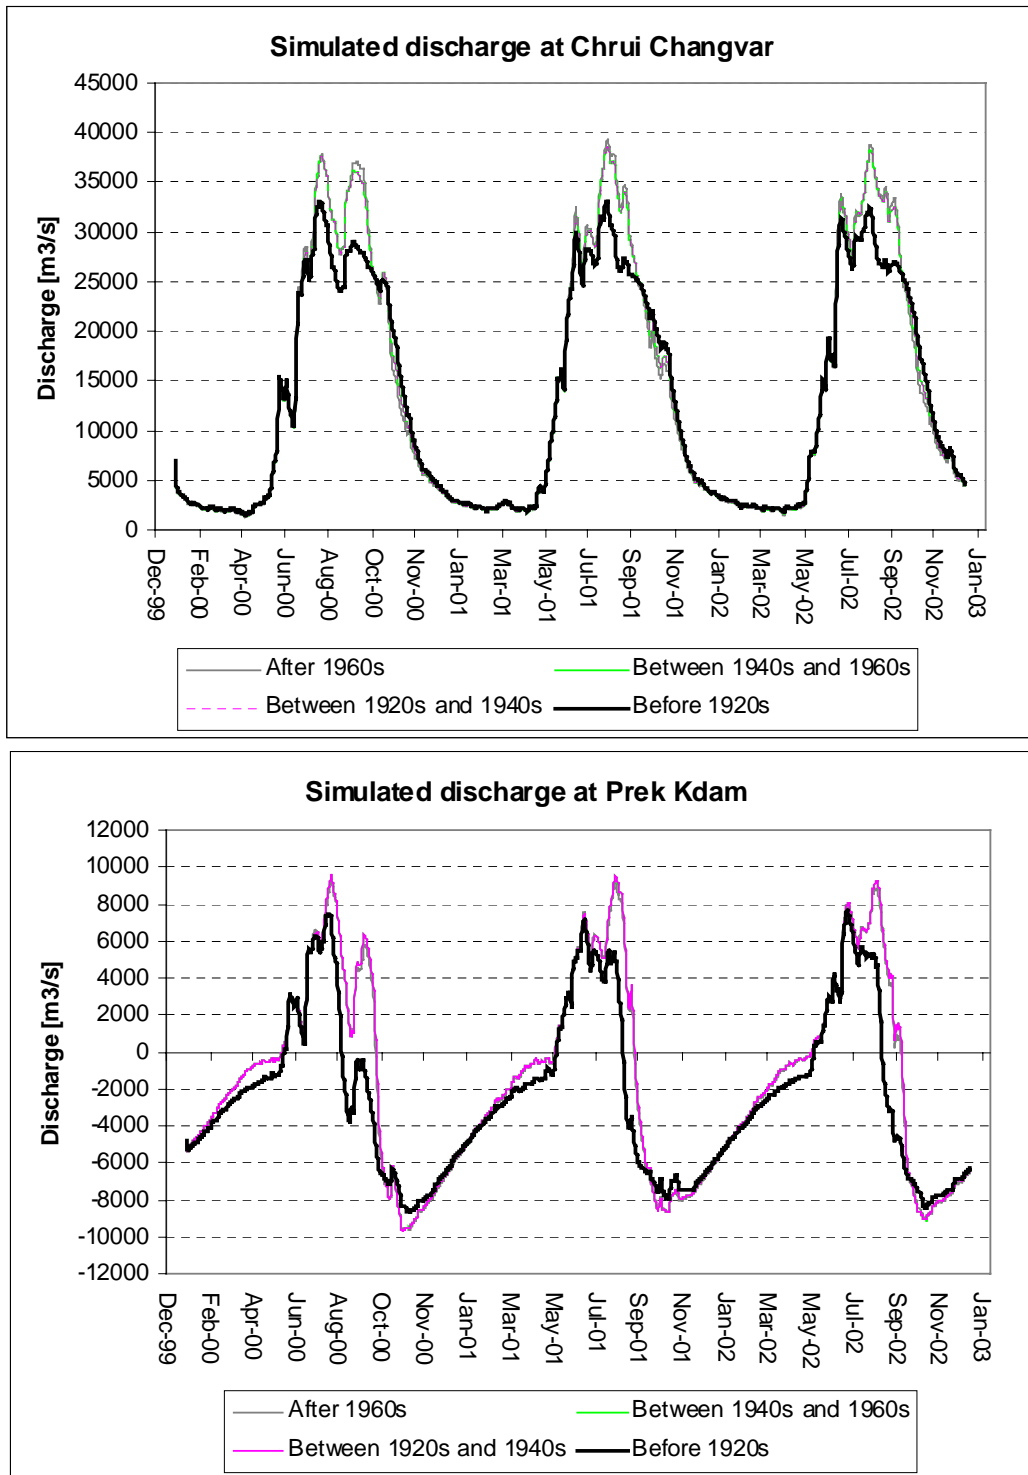 Simulated discharge at Chrui Changvar
45000
40000
35000
30000
25000
20000
15000
10000
5000
0
Discharge [m3/s]
Dec-99 Feb-00 Apr-00 Jun-00 Aug-00 Oct-00 Nov-00 Jan-01 Mar-01 May-01 Jul-01 Sep-01 Nov-01 Jan-02 Mar-02 May-02 Jul-02 Sep-02 Nov-02 Jan-03
After 1960s Between 1940s and 1960s
Between 1920s and 1940s Before 1920s
Simulated discharge at Prek Kdam
12000
10000
8000
6000
4000
2000
0
-2000
-4000
-6000
-8000
-10000
-12000
Discharge [m3/s]
Dec-99 Feb-00 Apr-00 Jun-00 Aug-00 Oct-00 Nov-00 Jan-01 Mar-01 May-01 Jul-01 Sep-01 Nov-01 Jan-02 Mar-02 May-02 Jul-02 Sep-02 Nov-02 Jan-03
After 1960s Between 1940s and 1960s
Between 1920s and 1940s Before 1920s